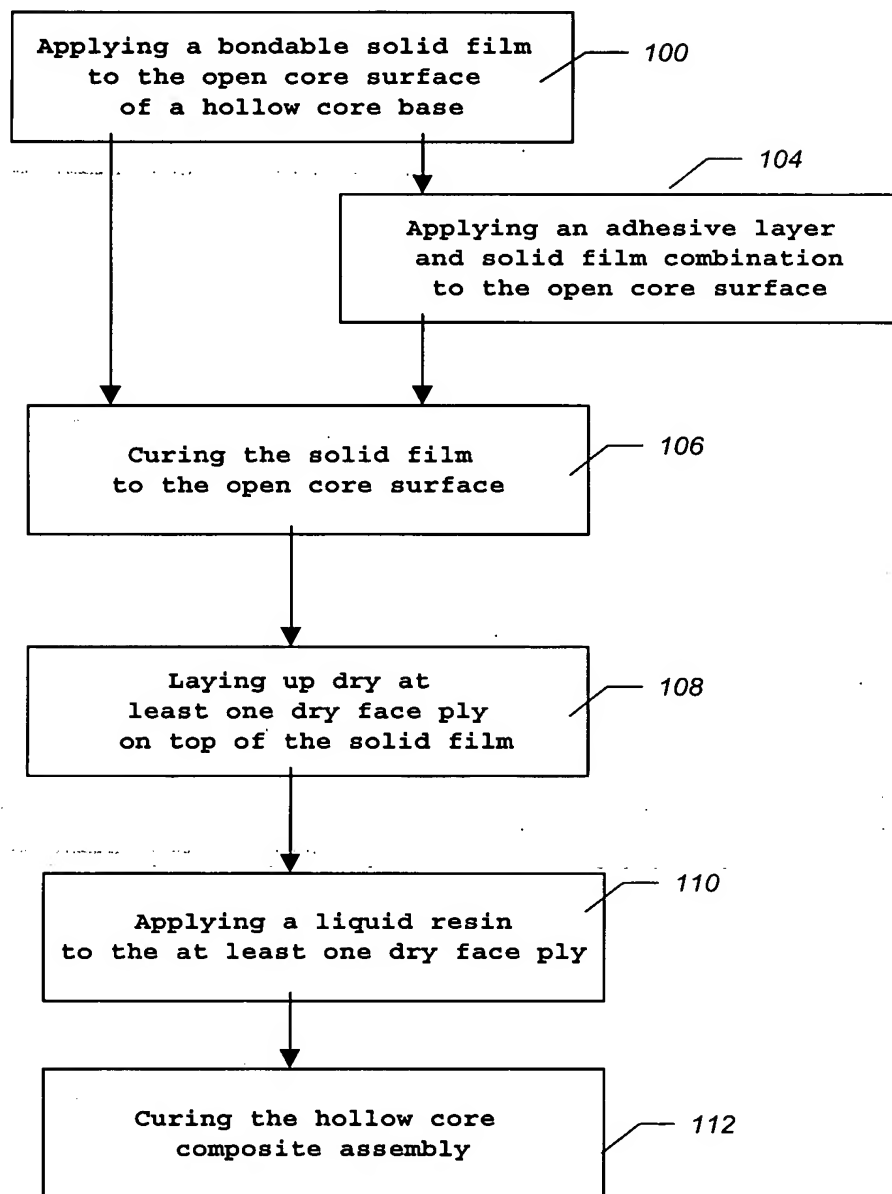 Applying a bondable solid film
to the open core surface
of a hollow core base
100
104
Applying an adhesive layer
and solid film combination
to the open core surface
Curing the solid film
to the open core surface
106
Laying up dry at
least one dry face ply
on top of the solid film
108
110
Applying a liquid resin
to the at least one dry face ply
Curing the hollow core
composite assembly
112